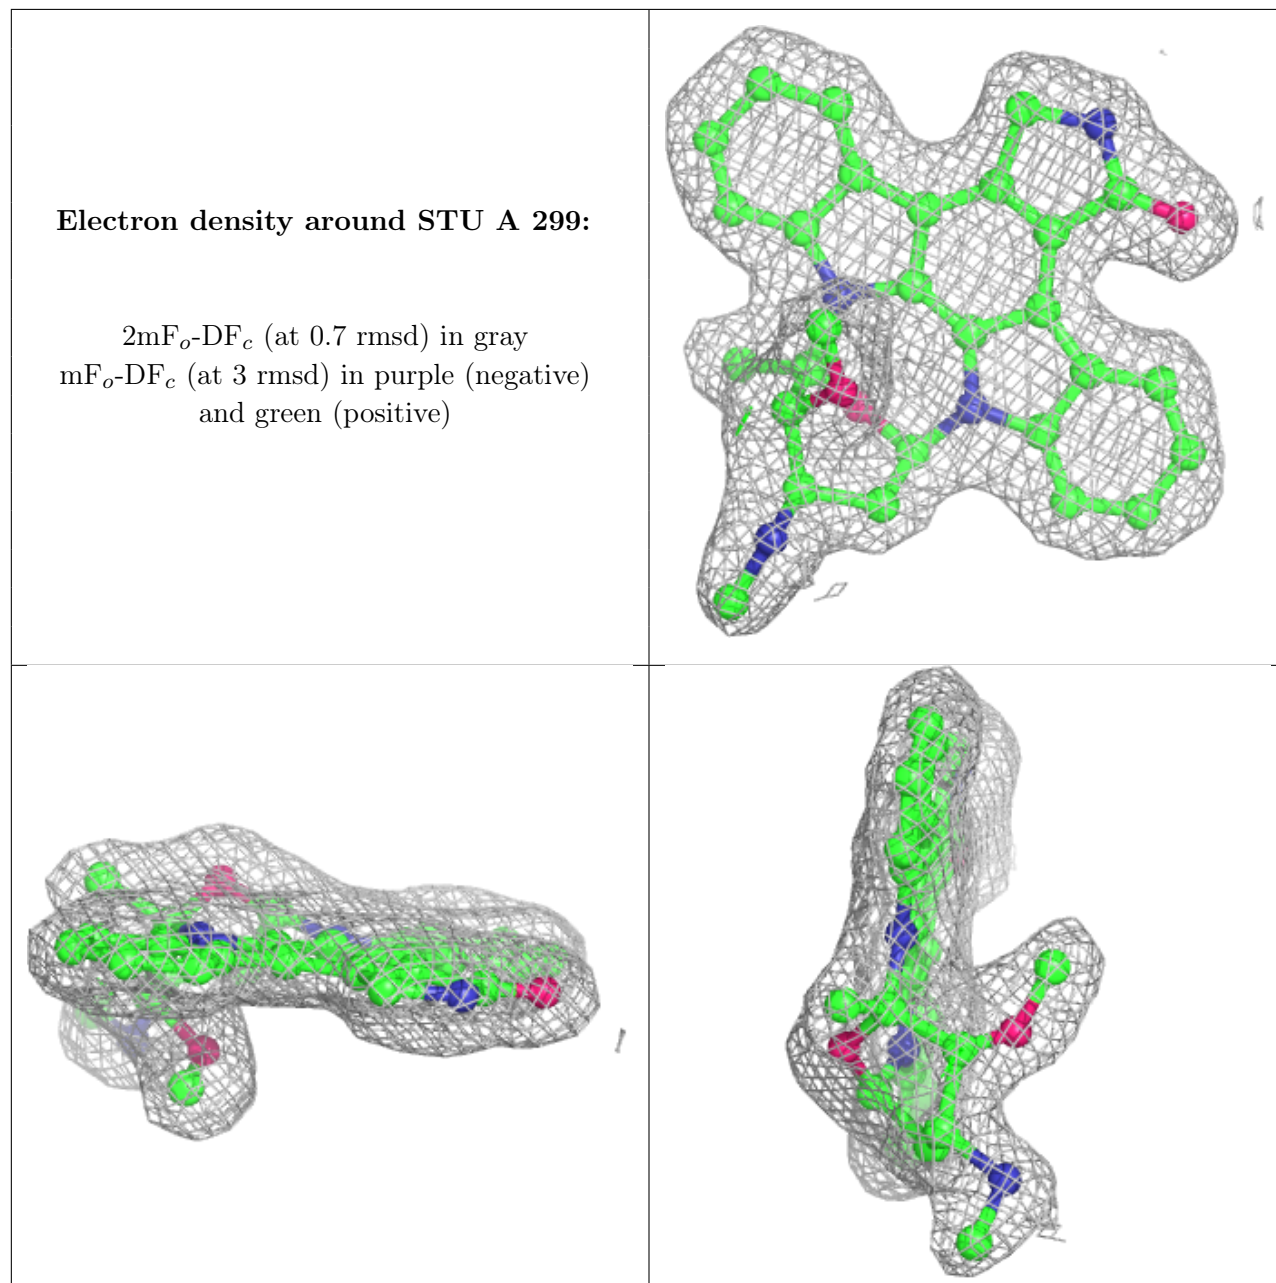 Electron density around STU A 299:
2mFo-DFc (at 0.7 rmsd) in gray
mFo-DFc (at 3 rmsd) in purple (negative)
and green (positive)